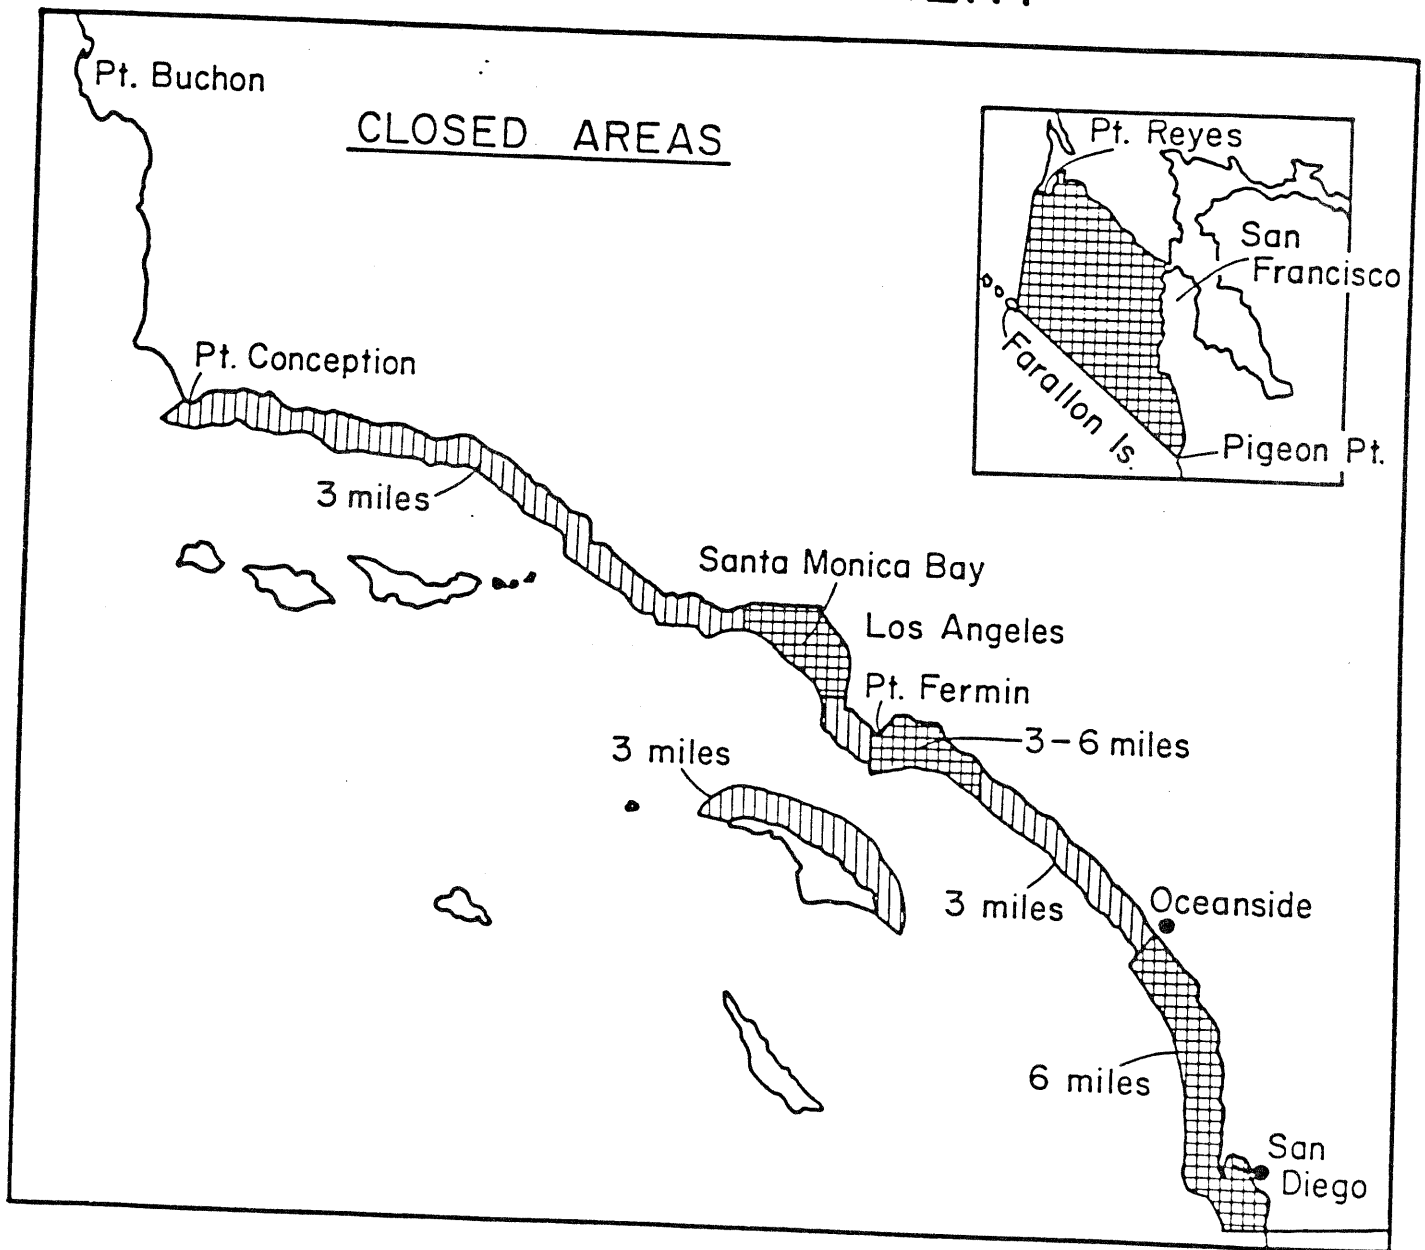 Pt. Buchon
CLOSED AREAS
Pt. Reyes
San
Francisco
Farallon Is.
Pigeon Pt.
Pt. Conception
3 miles
Santa Monica Bay
Los Angeles
Pt. Fermin
3-6 miles
3 miles
3 miles
Oceanside
6 miles
San
Diego